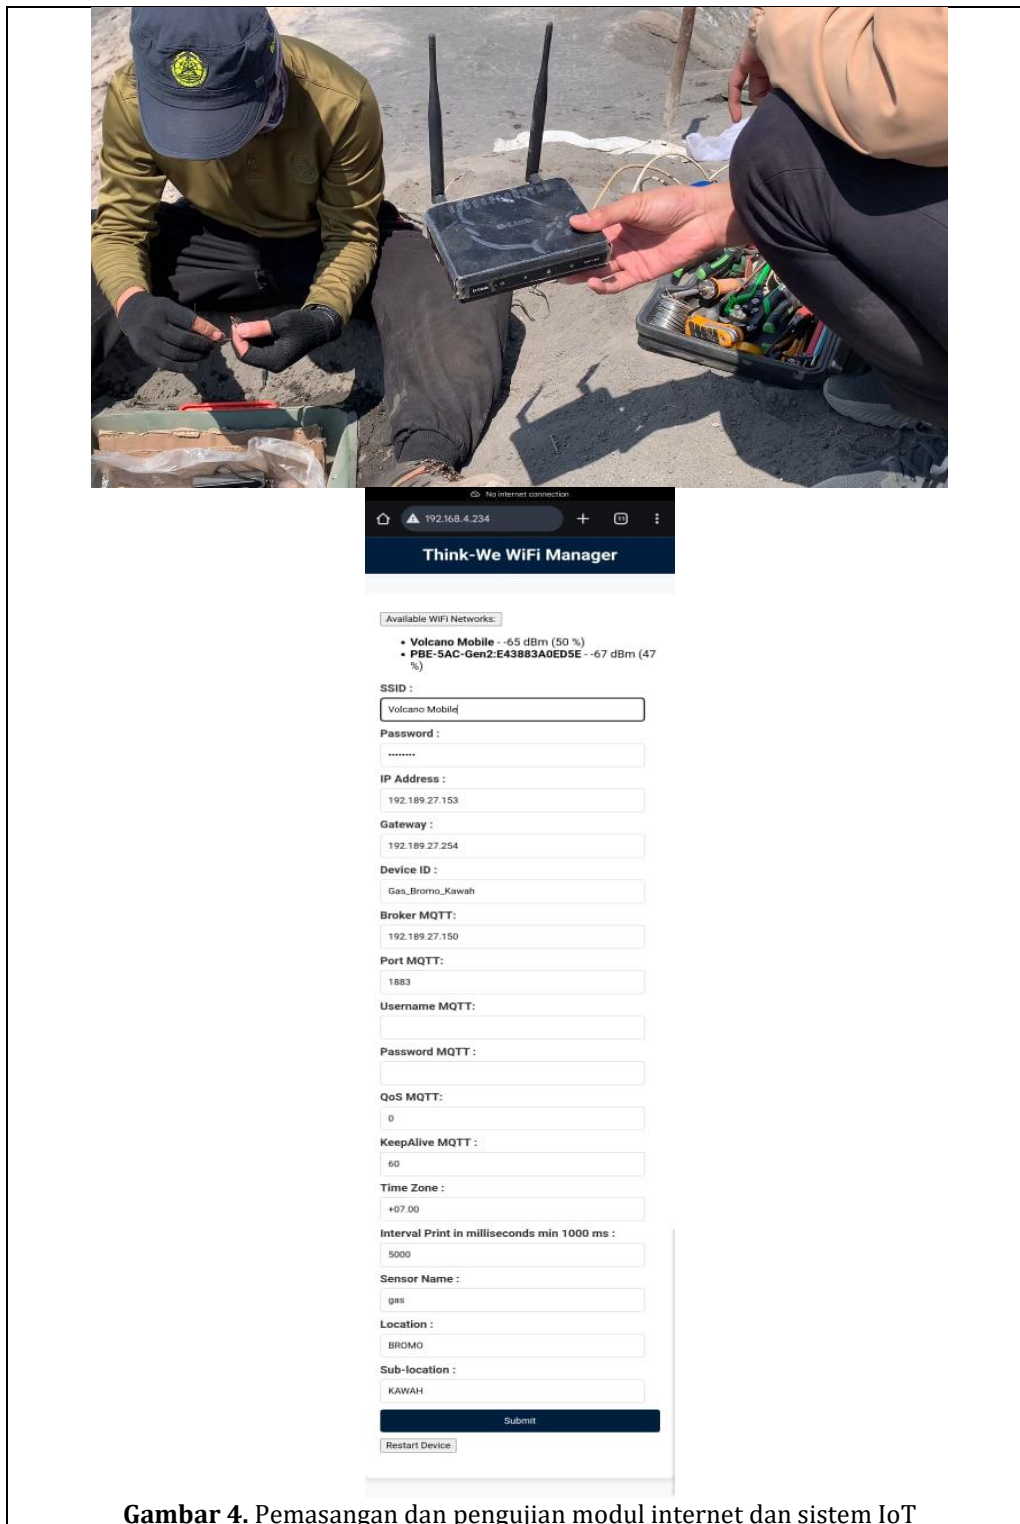 D-Link
No internet connection
192.168.4.234
11
Think-We WiFi Manager
Available WiFi Networks:
• Volcano Mobile - -65 dBm (50 %)
• PBE-5AC-Gen2:E43883A0ED5E - -67 dBm (47
%)
SSID :
Volcano Mobile
Password :
••••••••
IP Address :
192.189.27.153
Gateway :
192.189.27.254
Device ID :
Gas_Bromo_Kawah
Broker MQTT:
192.189.27.150
Port MQTT:
1883
Username MQTT:
Password MQTT :
QoS MQTT:
0
KeepAlive MQTT :
60
Time Zone :
+07.00
Interval Print in milliseconds min 1000 ms :
5000
Sensor Name :
gas
Location :
BROMO
Sub-location :
KAWAH
Submit
Restart Device
Gambar 4. Pemasangan dan pengujian modul internet dan sistem IoT